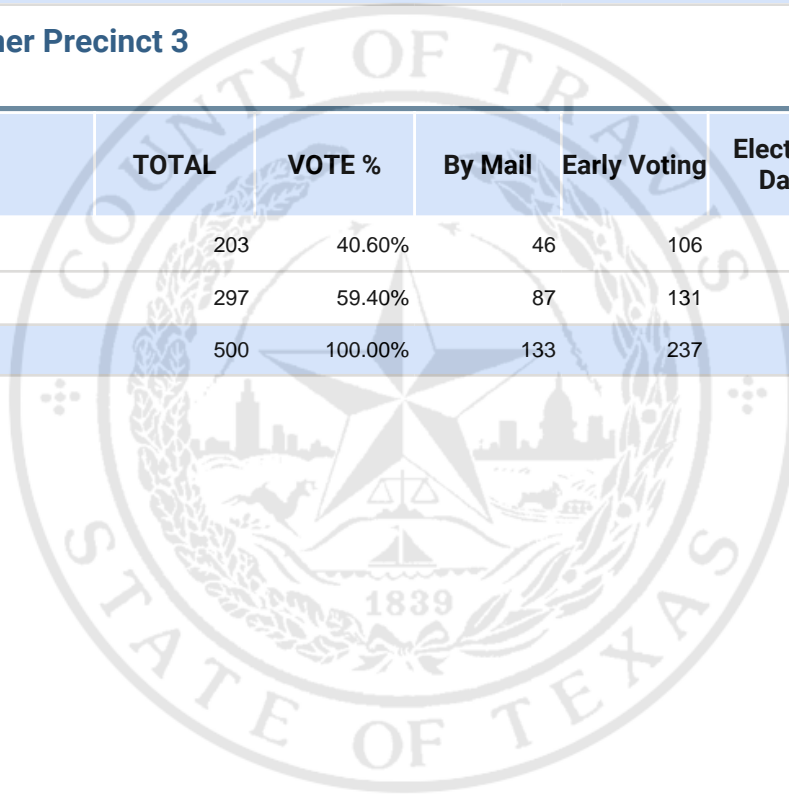 ner Precinct 3
TOTAL VOTE % By Mail Early Voting Elect
Da
203 40.60% 46 106
297 59.40% 87 131
500 100.00% 133 237
COUNTY OF TRAVIS
1839
STATE OF TEXAS